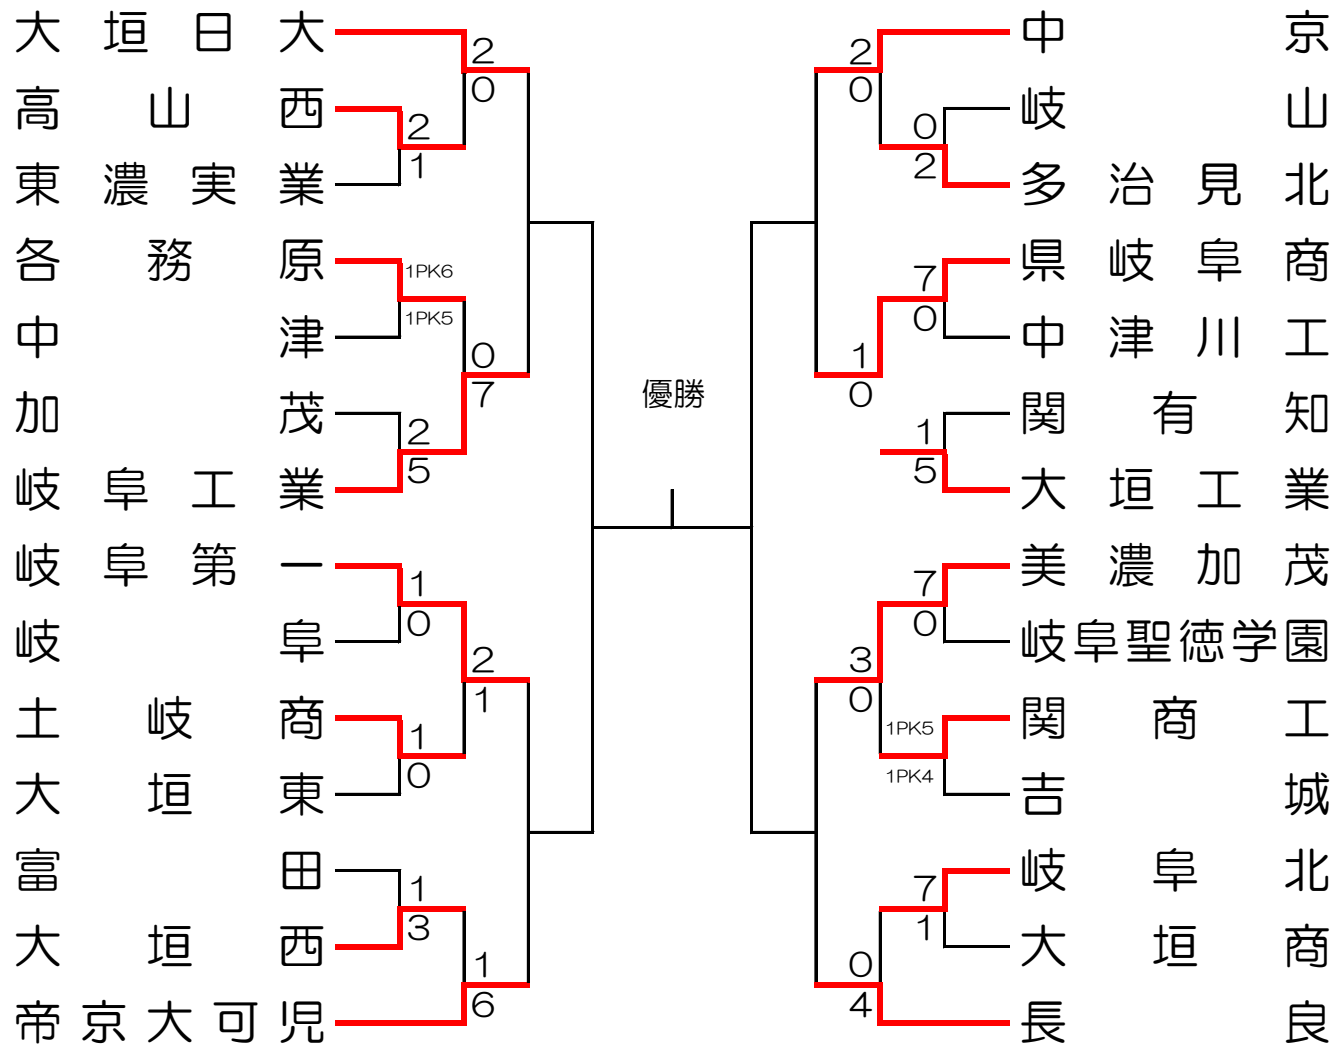 大垣日大
高山西
東濃実業
各務原
中津
加茂
岐阜工業
岐阜第一
岐阜
土岐商
大垣東
富田
大垣西
帝京大可児
2
0
2
1
1PK6
1PK5
0
7
2
5
1
0
2
1
1
0
1
3
1
6
優勝
2
0
0
2
7
0
1
0
1
5
7
0
3
0
1PK5
1PK4
7
1
0
4
中京
岐山
多治見北
県岐阜商
中津川工
関有知
大垣工業
美濃加茂
岐阜聖徳学園
関商工
吉城
岐阜北
大垣商
長良